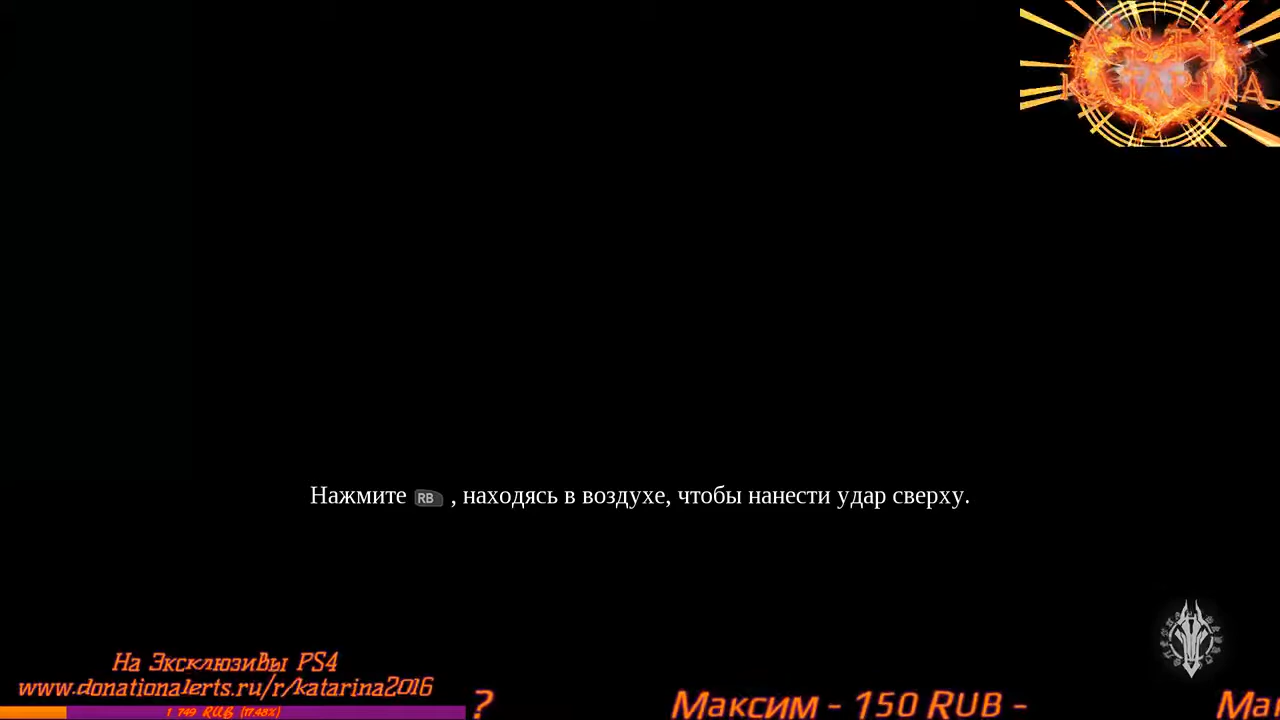 KATARINA
Нажмите RB , находясь в воздухе, чтобы нанести удар сверху.
На Эксклюзивы PS4
www.donationalerts.ru/r/katarina2016
1 749 RUB (17.48%)
? Максим - 150 RUB -